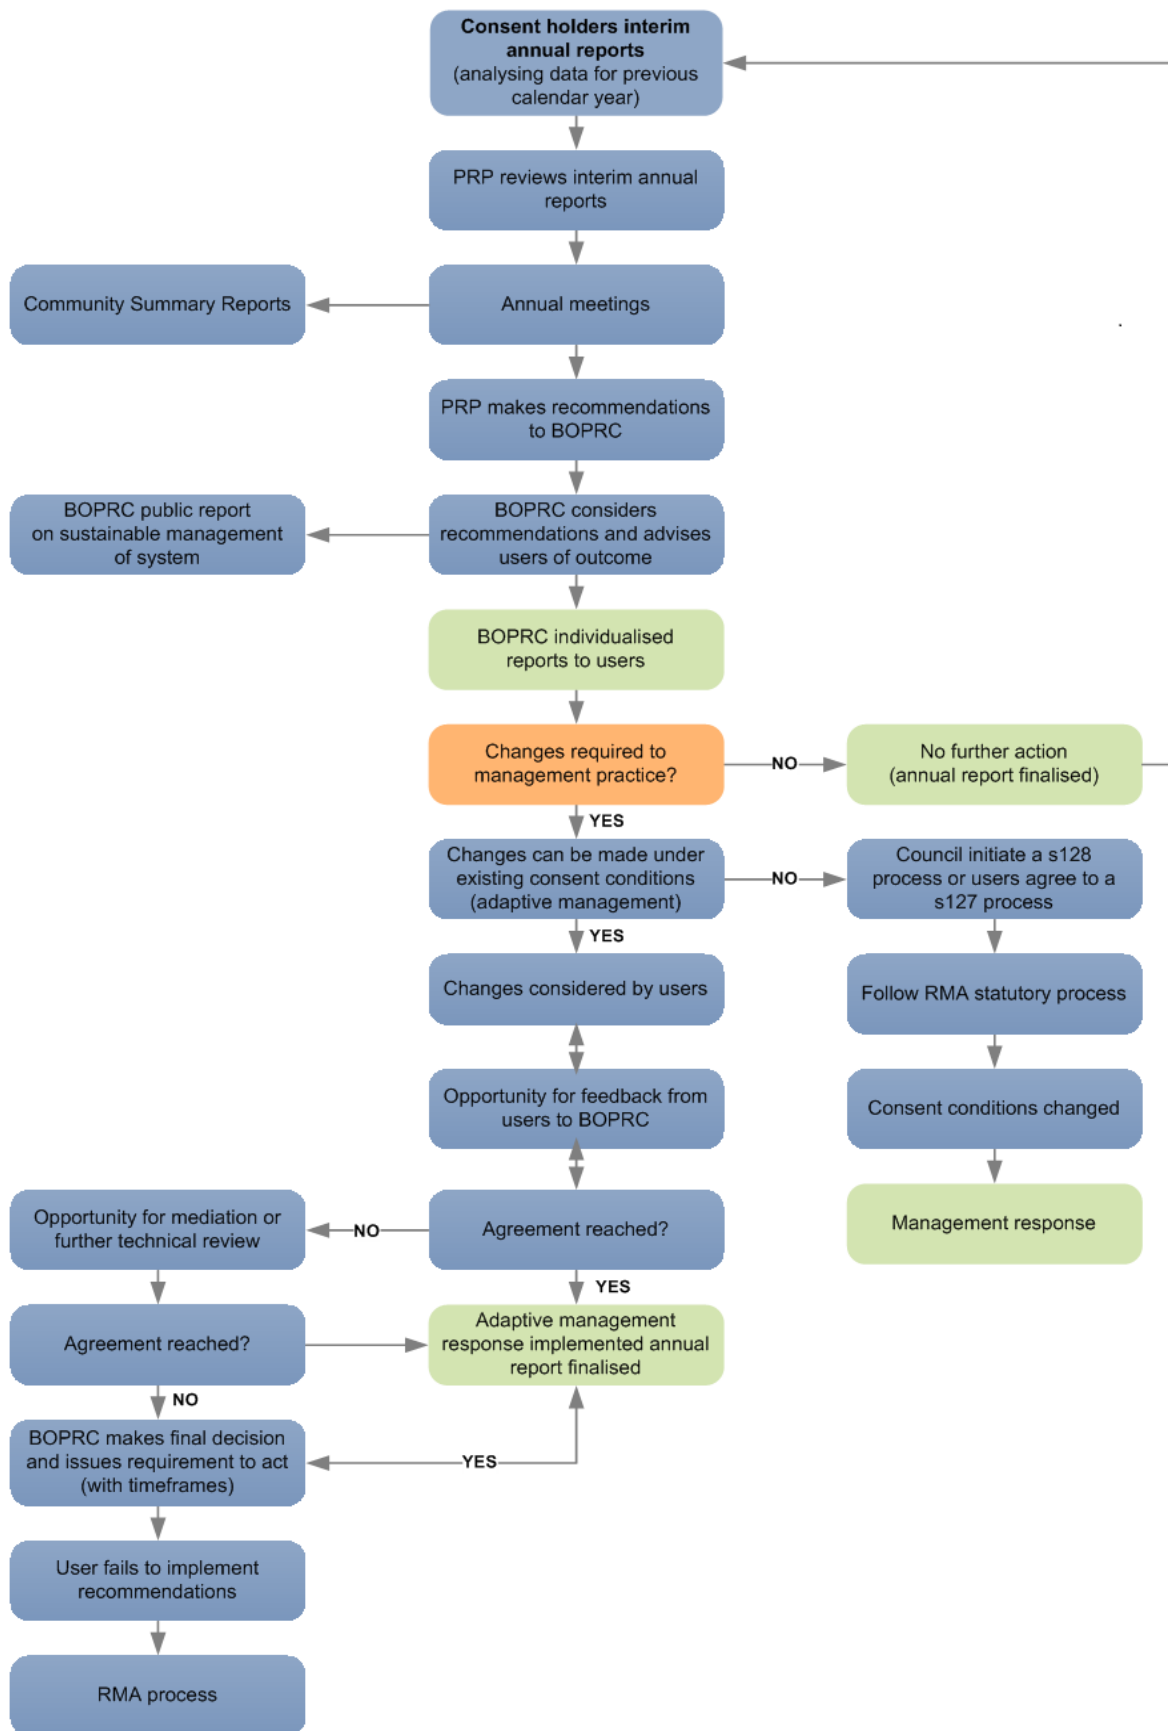 Consent holders interim
annual reports
(analysing data for previous
calendar year)
PRP reviews interim annual
reports
Community Summary Reports
Annual meetings
PRP makes recommendations
to BOPRC
BOPRC public report
on sustainable management
of system
BOPRC considers
recommendations and advises
users of outcome
BOPRC individualised
reports to users
Changes required to
management practice?
NO
No further action
(annual report finalised)
YES
Changes can be made under
existing consent conditions
(adaptive management)
NO
Council initiate a s128
process or users agree to a
s127 process
YES
Changes considered by users
Follow RMA statutory process
Opportunity for feedback from
users to BOPRC
Consent conditions changed
Opportunity for mediation or
further technical review
NO
Agreement reached?
Management response
YES
Agreement reached?
Adaptive management
response implemented annual
report finalised
NO
BOPRC makes final decision
and issues requirement to act
(with timeframes)
YES
User fails to implement
recommendations
RMA process